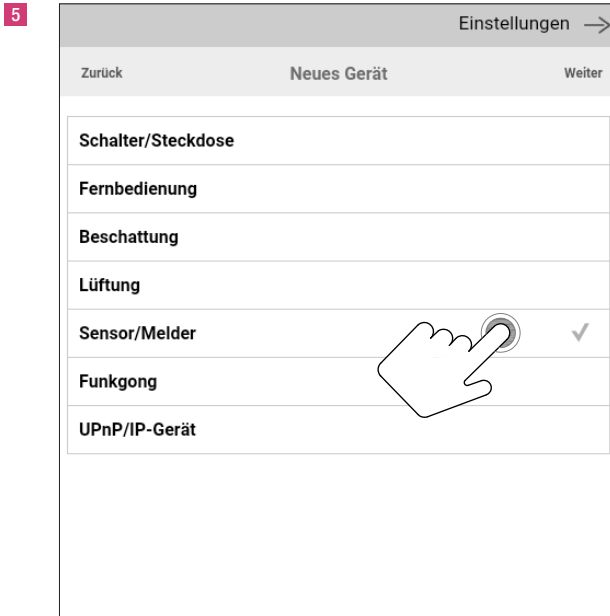 5
Einstellungen
Zurück Neues Gerät Weiter
Schalter/Steckdose
Fernbedienung
Beschattung
Lüftung
Sensor/Melder
Funkgong
UPnP/IP-Gerät